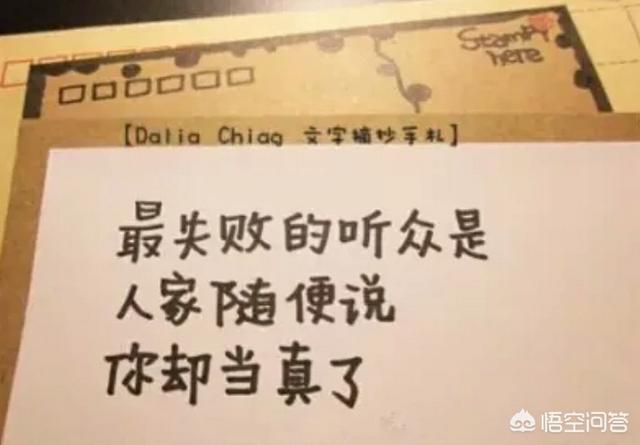 Stamp
here
【Dalia Chiag 文字摘抄手札】
最失败的听众是
人家随便说
你却当真了
悟空问答